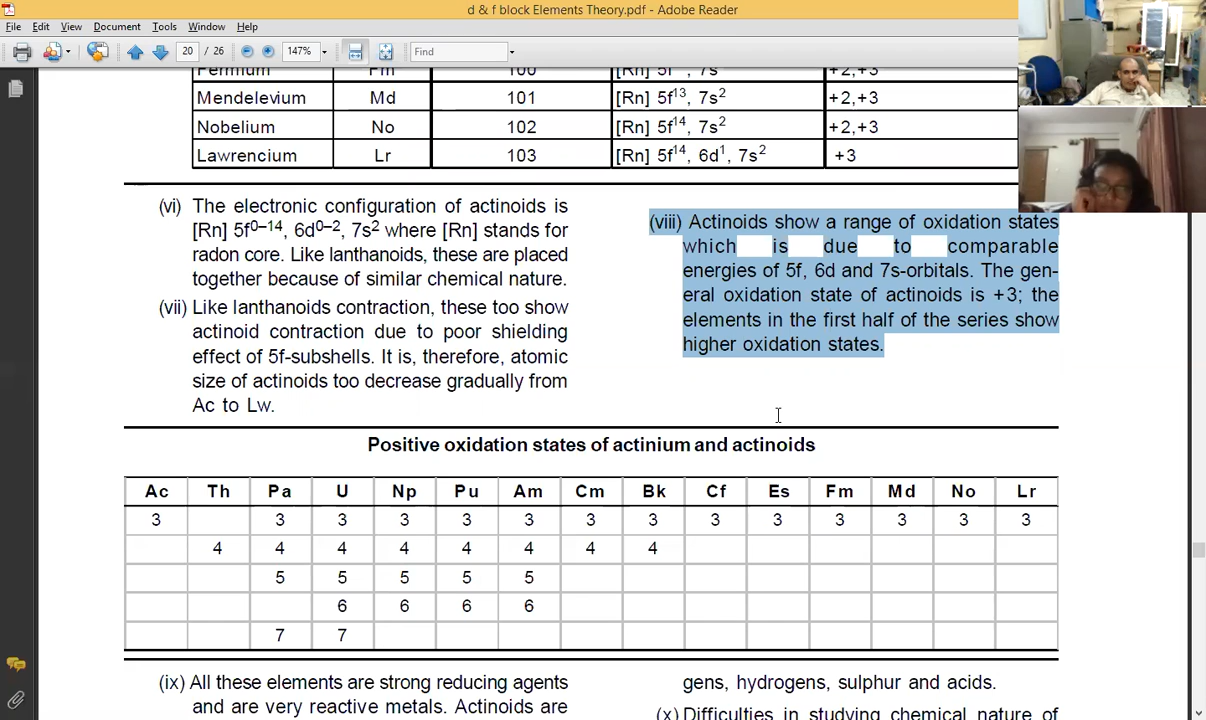 d & f block Elements Theory.pdf - Adobe Reader
File Edit View Document Tools Window Help
20 / 26 147% Find
Fermium Fm 100 [Rn] 5f , 7s +2,+3
Mendelevium Md 101 [Rn] 5f¹³, 7s² +2,+3
Nobelium No 102 [Rn] 5f¹⁴, 7s² +2,+3
Lawrencium Lr 103 [Rn] 5f¹⁴, 6d¹, 7s² +3
(vi) The electronic configuration of actinoids is
[Rn] 5f⁰⁻¹⁴, 6d⁰⁻², 7s² where [Rn] stands for
radon core. Like lanthanoids, these are placed
together because of similar chemical nature.
(vii) Like lanthanoids contraction, these too show
actinoid contraction due to poor shielding
effect of 5f-subshells. It is, therefore, atomic
size of actinoids too decrease gradually from
Ac to Lw.
(viii) Actinoids show a range of oxidation states
which is due to comparable
energies of 5f, 6d and 7s-orbitals. The gen-
eral oxidation state of actinoids is +3; the
elements in the first half of the series show
higher oxidation states.
Positive oxidation states of actinium and actinoids
Ac Th Pa U Np Pu Am Cm Bk Cf Es Fm Md No Lr
3 3 3 3 3 3 3 3 3 3 3 3 3 3
4 4 4 4 4 4 4 4
5 5 5 5 5
6 6 6 6
7 7
(ix) All these elements are strong reducing agents
and are very reactive metals. Actinoids are
gens, hydrogens, sulphur and acids.
(x) Difficulties in studying chemical nature of